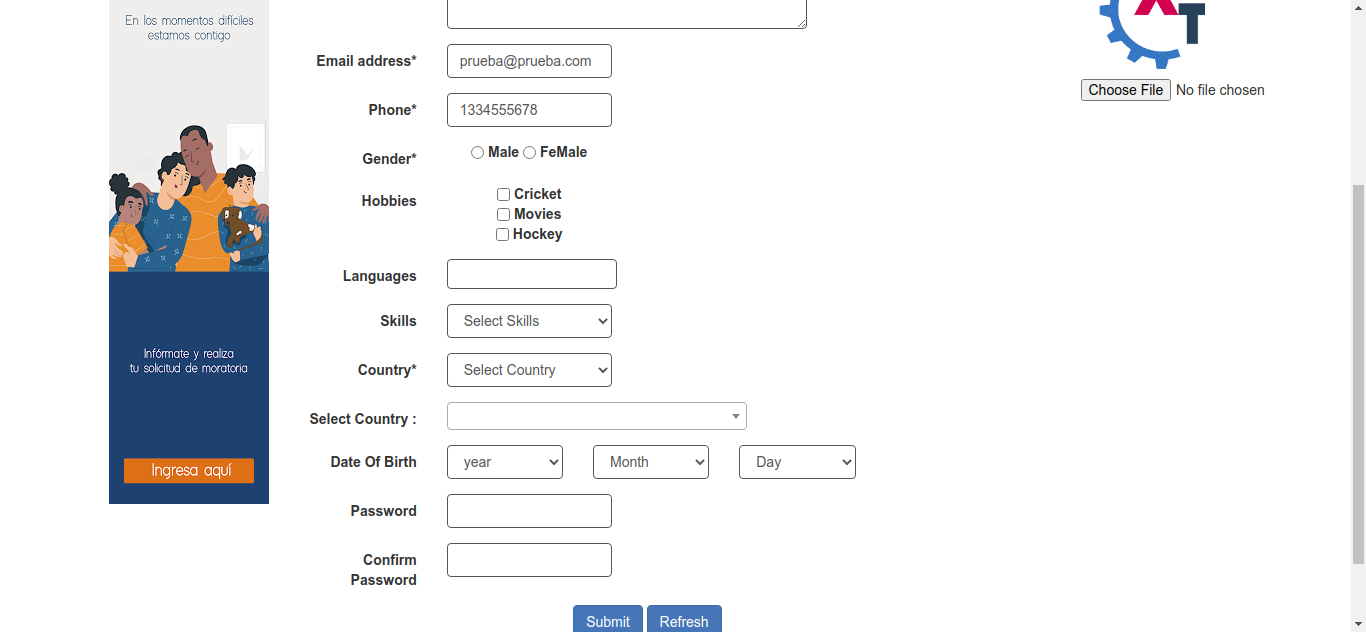 En los momentos difíciles
estamos contigo
Infórmate y realiza
tu solicitud de moratoria
Ingresa aquí
Email address* prueba@prueba.com
Phone* 1334555678
Gender* Male FeMale
Hobbies Cricket
Movies
Hockey
Languages
Skills Select Skills
Country* Select Country
Select Country :
Date Of Birth year Month Day
Password
Confirm
Password
Submit Refresh
AT
Choose File No file chosen